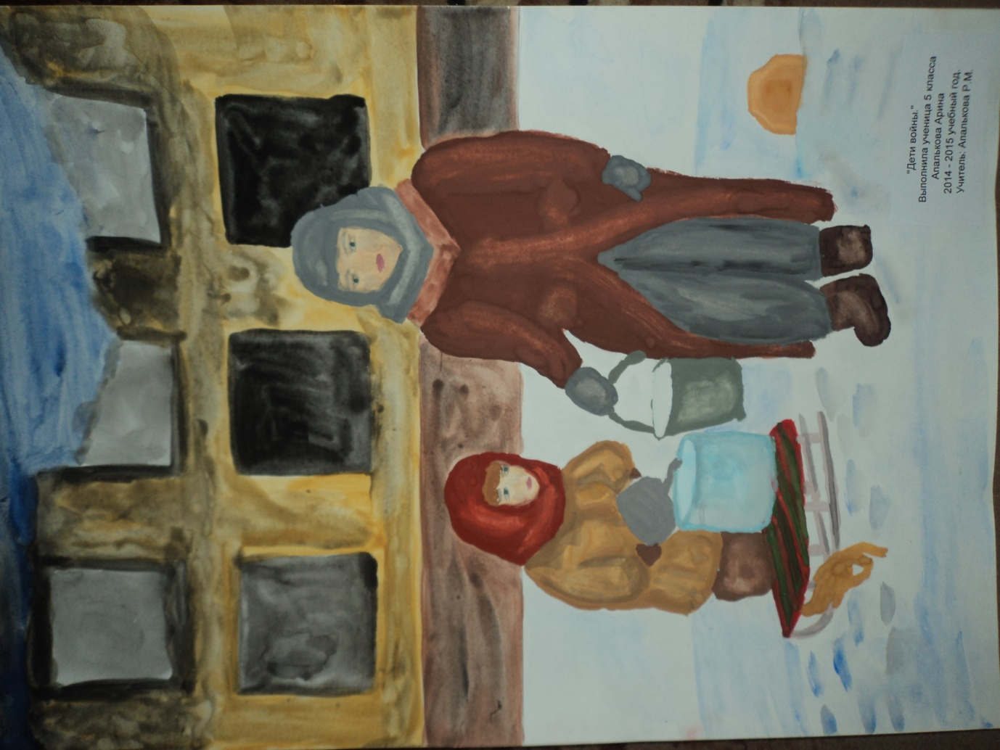 "Дети войны."
Выполнила ученица 5 класса
Апалькова Арина
2014 - 2015 учебный год.
Учитель: Апалькова Р.М.